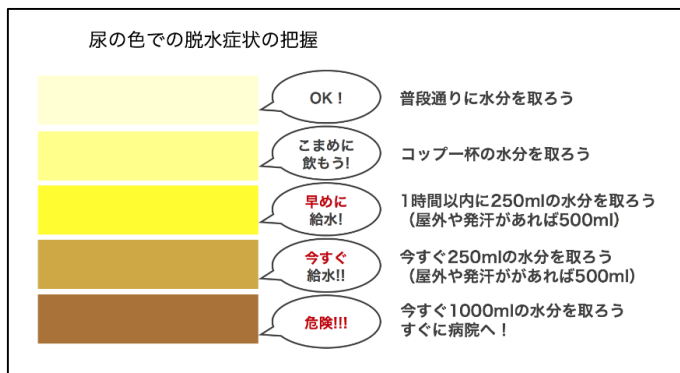 尿の色での脱水症状の把握
OK！
普段通りに水分を取ろう
こまめに
飲もう!
コップ一杯の水分を取ろう
早めに
給水!
1時間以内に250mlの水分を取ろう
（屋外や発汗があれば500ml）
今すぐ
給水!!
今すぐ250mlの水分を取ろう
（屋外や発汗ががあれば500ml）
危険!!!
今すぐ1000mlの水分を取ろう
すぐに病院へ！